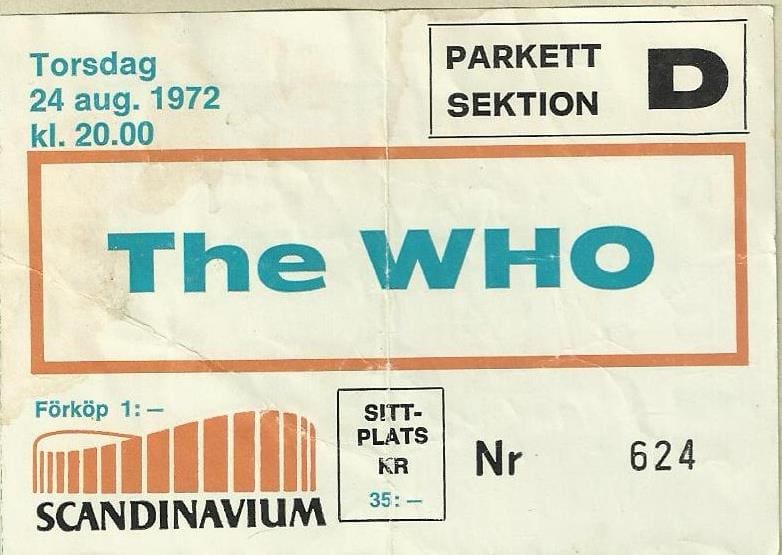 Torsdag
24 aug. 1972
kl. 20.00
PARKETT
SEKTION
D
The WHO
Förköp 1:—
SCANDINAVIUM
SITT-
PLATS
KR
35:—
Nr 624